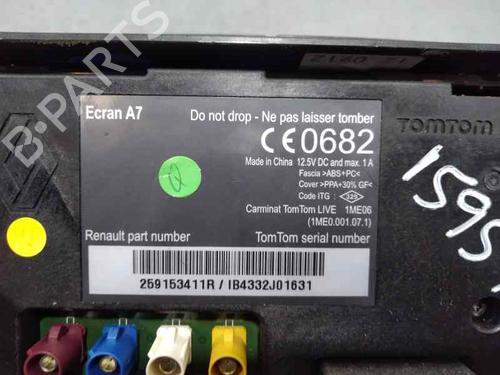 Ecran A7
Do not drop - Ne pas laisser tomber
CE0682
TOMTOM
Made in China 12.5V DC and max. 1 A
Fascia >ABS+PC<
Cover >PPA+30% GF<
Code ITG :
Carminat TomTom LIVE 1ME06
(1ME0.001.07.1)
Renault part number
TomTom serial number
259153411R / IB4332J01631
B-PARTS